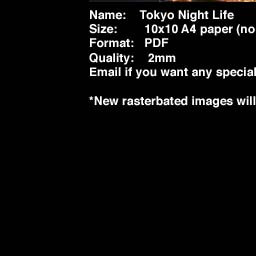 Name: Tokyo Night Life
Size: 10x10 A4 paper (no
Format: PDF
Quality: 2mm
Email if you want any special
*New rasterbated images will